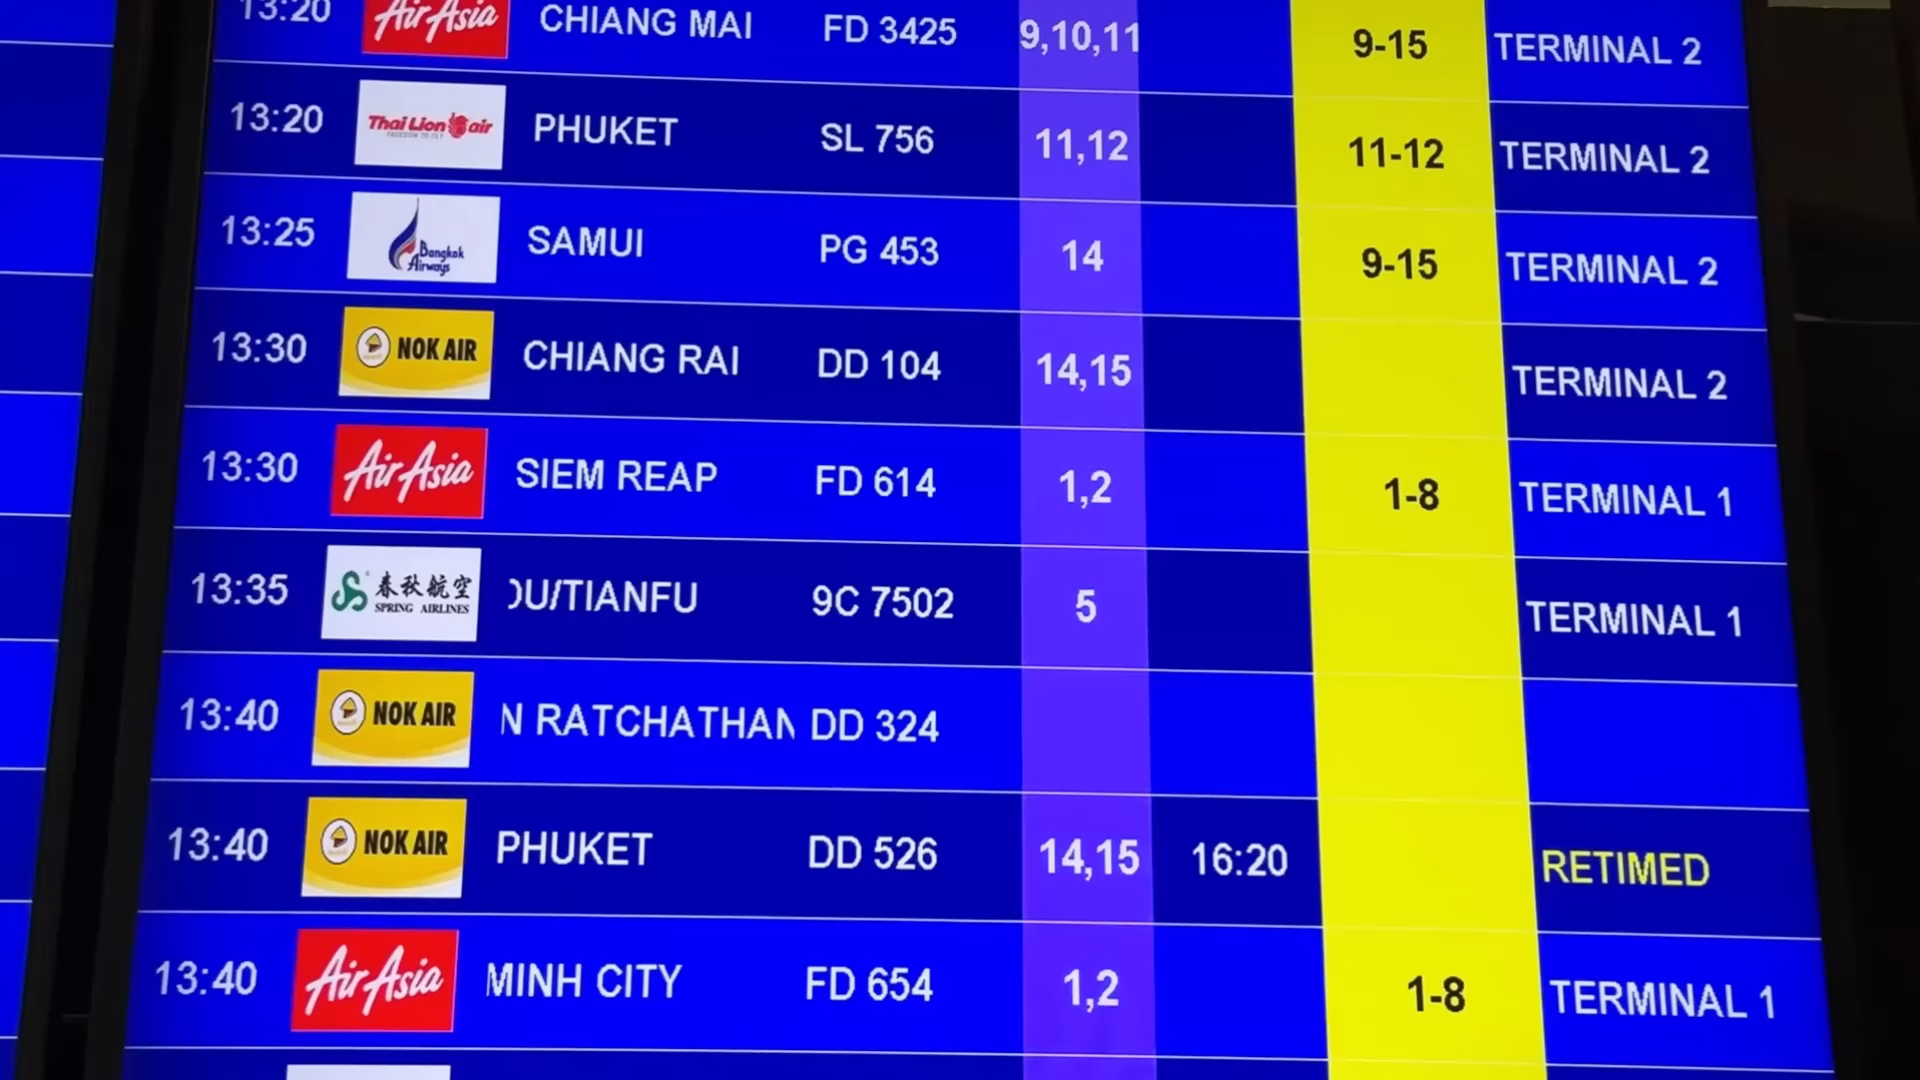 13:20 AirAsia CHIANG MAI FD 3425 9,10,11 9-15 TERMINAL 2
13:20 Thai Lion air PHUKET SL 756 11,12 11-12 TERMINAL 2
13:25 Bangkok Airways SAMUI PG 453 14 9-15 TERMINAL 2
13:30 NOK AIR CHIANG RAI DD 104 14,15 TERMINAL 2
13:30 AirAsia SIEM REAP FD 614 1,2 1-8 TERMINAL 1
13:35 春秋航空 SPRING AIRLINES OU/TIANFU 9C 7502 5 TERMINAL 1
13:40 NOK AIR N RATCHATHAN DD 324
13:40 NOK AIR PHUKET DD 526 14,15 16:20 RETIMED
13:40 AirAsia MINH CITY FD 654 1,2 1-8 TERMINAL 1